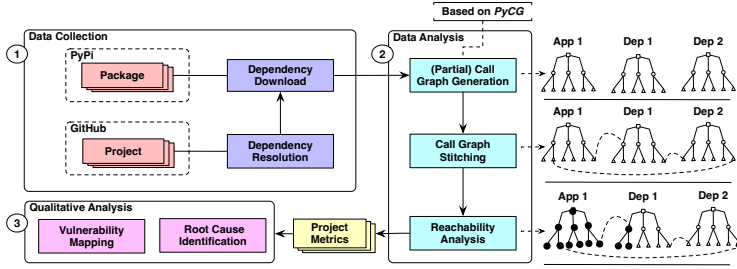 Based on PyCG
1
Data Collection
PyPi
Package
GitHub
Project
Dependency
Download
Dependency
Resolution
2
Data Analysis
(Partial) Call
Graph Generation
Call Graph
Stitching
Reachability
Analysis
App 1 Dep 1 Dep 2
App 1 Dep 1 Dep 2
App 1 Dep 1 Dep 2
3
Qualitative Analysis
Vulnerability
Mapping
Root Cause
Identification
Project
Metrics